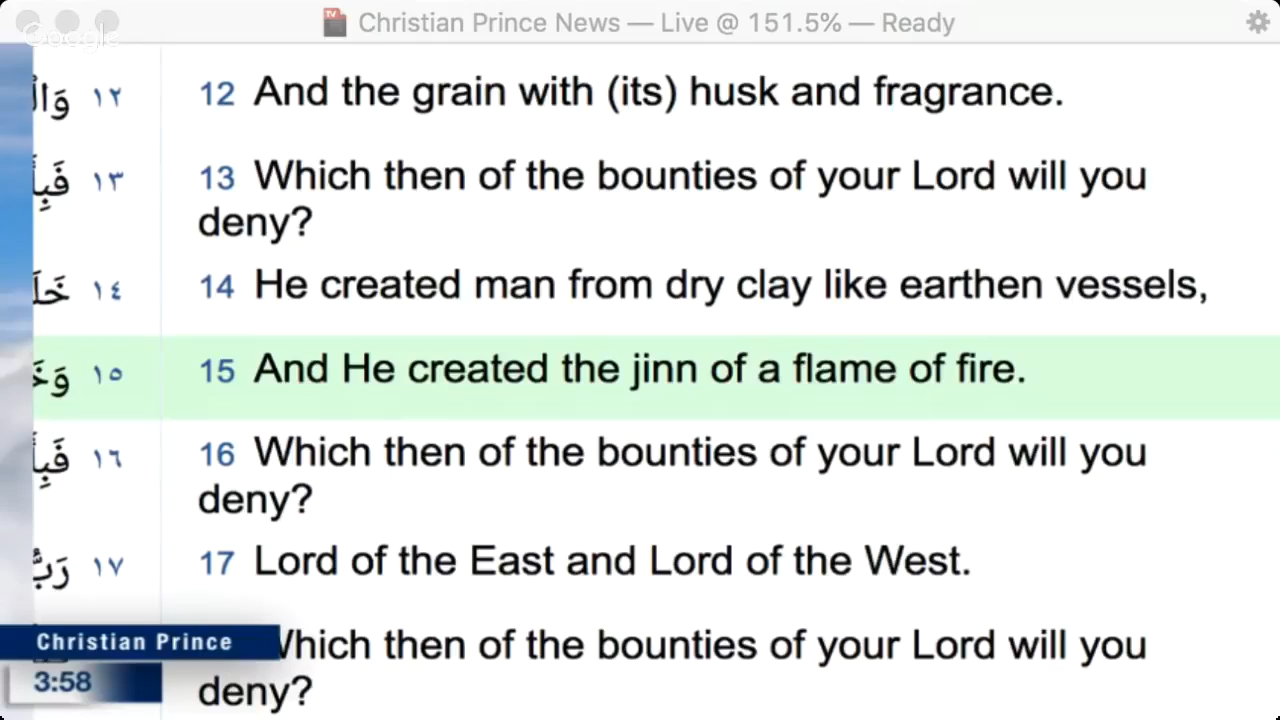 Christian Prince News — Live @ 151.5% — Ready
Google
١٢ 12 And the grain with (its) husk and fragrance.
١٣ 13 Which then of the bounties of your Lord will you
deny?
١٤ 14 He created man from dry clay like earthen vessels,
١٥ 15 And He created the jinn of a flame of fire.
١٦ 16 Which then of the bounties of your Lord will you
deny?
١٧ 17 Lord of the East and Lord of the West.
Which then of the bounties of your Lord will you
deny?
Christian Prince
3:58